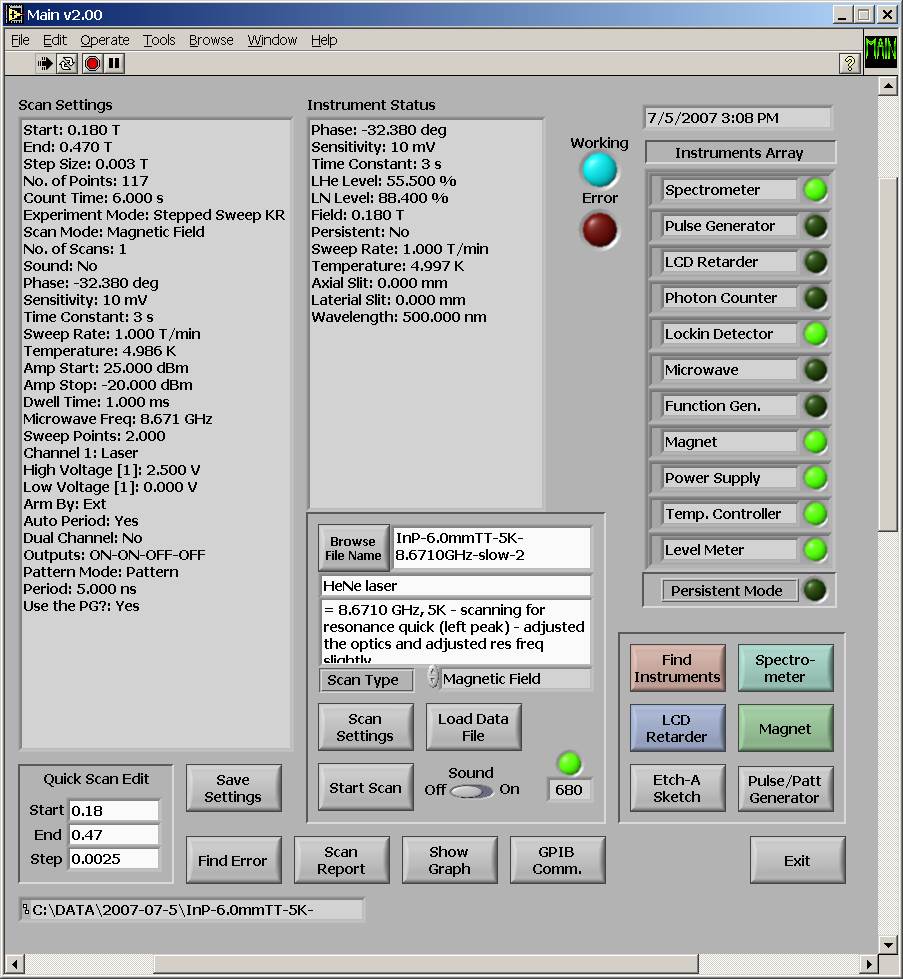 Main v2.00
File Edit Operate Tools Browse Window Help
MAIN
Scan Settings
Start: 0.180 T
End: 0.470 T
Step Size: 0.003 T
No. of Points: 117
Count Time: 6.000 s
Experiment Mode: Stepped Sweep KR
Scan Mode: Magnetic Field
No. of Scans: 1
Sound: No
Phase: -32.380 deg
Sensitivity: 10 mV
Time Constant: 3 s
Sweep Rate: 1.000 T/min
Temperature: 4.986 K
Amp Start: 25.000 dBm
Amp Stop: -20.000 dBm
Dwell Time: 1.000 ms
Microwave Freq: 8.671 GHz
Sweep Points: 2.000
Channel 1: Laser
High Voltage [1]: 2.500 V
Low Voltage [1]: 0.000 V
Arm By: Ext
Auto Period: Yes
Dual Channel: No
Outputs: ON-ON-OFF-OFF
Pattern Mode: Pattern
Period: 5.000 ns
Use the PG?: Yes
Instrument Status
Phase: -32.380 deg
Sensitivity: 10 mV
Time Constant: 3 s
LHe Level: 55.500 %
LN Level: 88.400 %
Field: 0.180 T
Persistent: No
Sweep Rate: 1.000 T/min
Temperature: 4.997 K
Axial Slit: 0.000 mm
Laterial Slit: 0.000 mm
Wavelength: 500.000 nm
Working
Error
7/5/2007 3:08 PM
Instruments Array
Spectrometer
Pulse Generator
LCD Retarder
Photon Counter
Lockin Detector
Microwave
Function Gen.
Magnet
Power Supply
Temp. Controller
Level Meter
Persistent Mode
Browse
File Name
InP-6.0mmTT-5K-
8.6710GHz-slow-2
HeNe laser
= 8.6710 GHz, 5K - scanning for
resonance quick (left peak) - adjusted
the optics and adjusted res freq
slightly
Scan Type
Magnetic Field
Scan
Settings
Load Data
File
Start Scan
Sound
Off On
680
Find
Instruments
Spectro-
meter
LCD
Retarder
Magnet
Etch-A
Sketch
Pulse/Patt
Generator
Quick Scan Edit
Start 0.18
End 0.47
Step 0.0025
Save
Settings
Find Error
Scan
Report
Show
Graph
GPIB
Comm.
Exit
C:\DATA\2007-07-5\InP-6.0mmTT-5K-